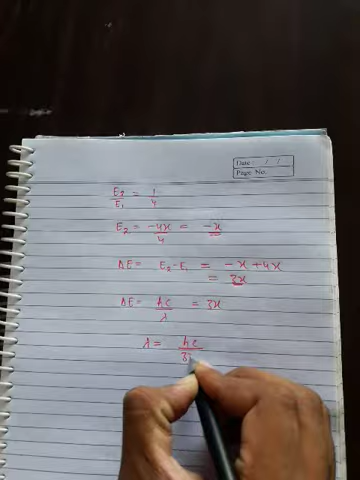 Date : / /
Page No.
E₂/E₁ = 1/4
E₂ = -4x/4 = -x
ΔE = E₂ - E₁ = -x + 4x
= 3x
ΔE = hc/λ = 3x
λ = hc/3